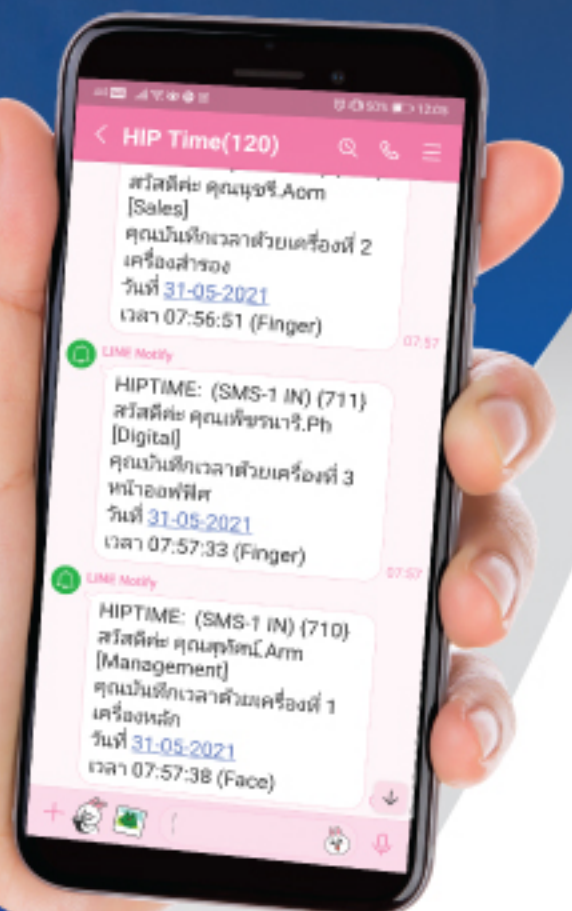 50% 12:05
HIP Time(120)
สวัสดีค่ะ คุณนุชรี.Aom
[Sales]
คุณบันทึกเวลาด้วยเครื่องที่ 2
เครื่องสำรอง
วันที่ 31-05-2021
เวลา 07:56:51 (Finger)
07:57
LINE Notify
HIPTIME: (SMS-1 IN) {711}
สวัสดีค่ะ คุณเพ็ชรนารี.Ph
[Digital]
คุณบันทึกเวลาด้วยเครื่องที่ 3
หน้าออฟฟิศ
วันที่ 31-05-2021
เวลา 07:57:33 (Finger)
07:57
LINE Notify
HIPTIME: (SMS-1 IN) {710}
สวัสดีค่ะ คุณสุทัศน์.Arm
[Management]
คุณบันทึกเวลาด้วยเครื่องที่ 1
เครื่องหลัก
วันที่ 31-05-2021
เวลา 07:57:38 (Face)